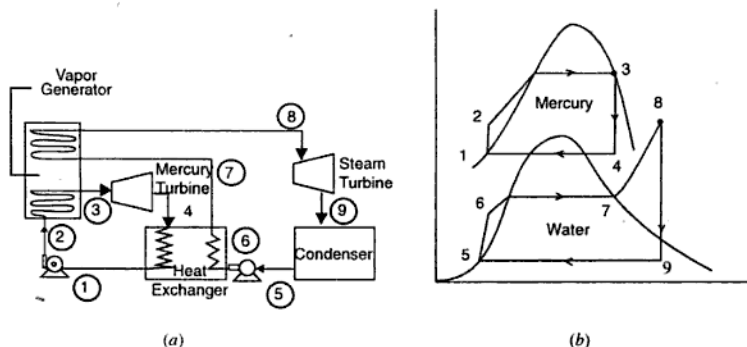 Vapor
Generator
8
3
Mercury
Turbine
7
Steam
Turbine
2
4
9
6
Heat
Exchanger
Condenser
1
5
(a)
3
8
2
Mercury
1
4
6
7
Water
5
9
(b)